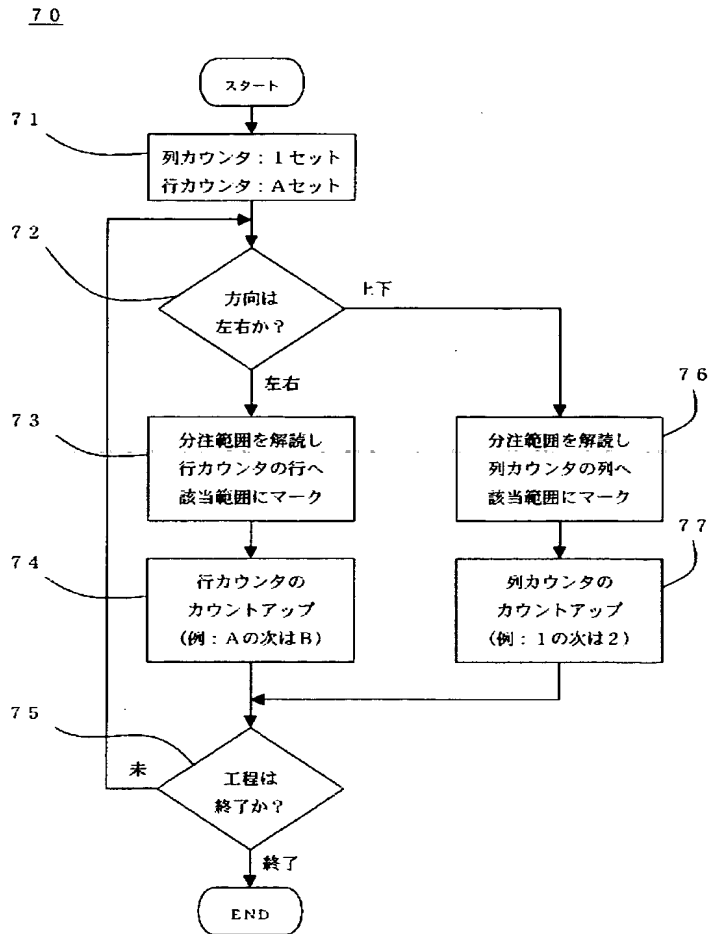 ７０
スタート
７１
列カウンタ：１セット
行カウンタ：Ａセット
７２
方向は
左右か？
上下
左右
７３
分注範囲を解読し
行カウンタの行へ
該当範囲にマーク
７６
分注範囲を解読し
列カウンタの列へ
該当範囲にマーク
７４
行カウンタの
カウントアップ
(例：Ａの次はＢ)
７７
列カウンタの
カウントアップ
(例：１の次は２)
７５
未
工程は
終了か？
終了
END